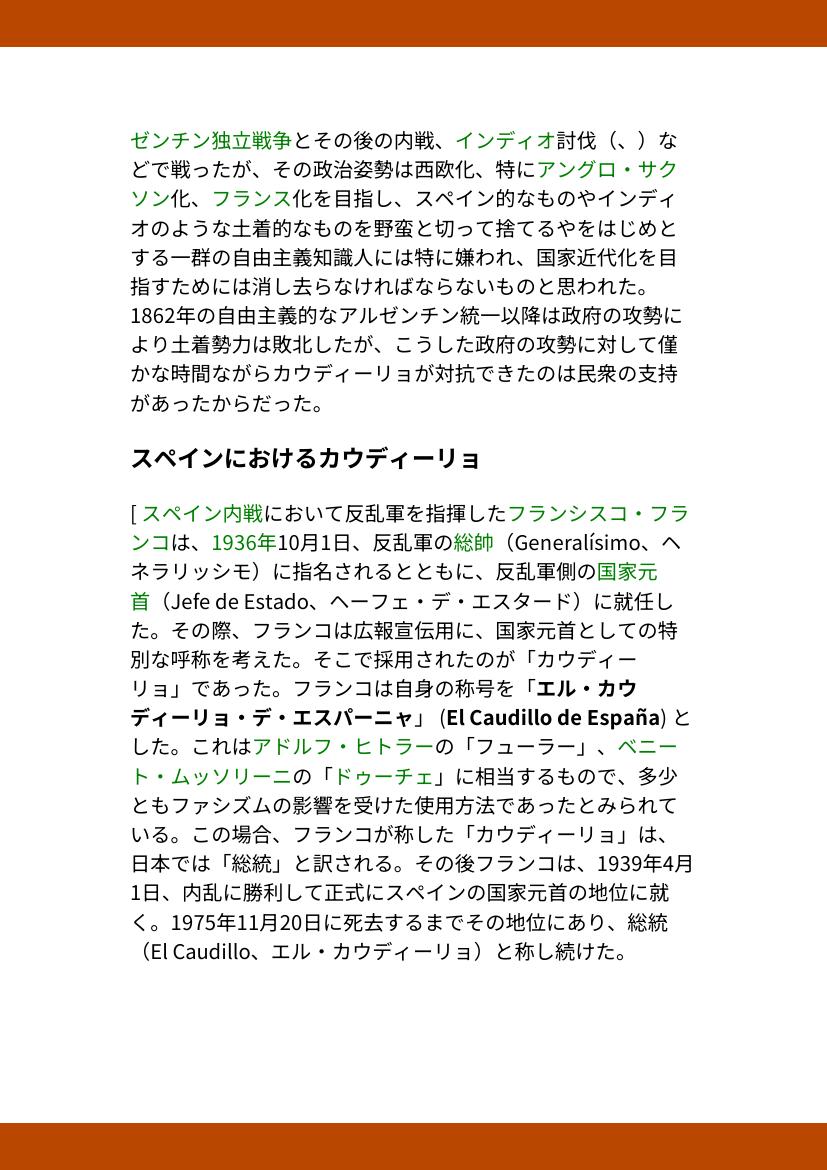 ゼンチン独立戦争とその後の内戦、インディオ討伐（、）な
どで戦ったが、その政治姿勢は西欧化、特にアングロ・サク
ソン化、フランス化を目指し、スペイン的なものやインディ
オのような土着的なものを野蛮と切って捨てるやをはじめと
する一群の自由主義知識人には特に嫌われ、国家近代化を目
指すためには消し去らなければならないものと思われた。
1862年の自由主義的なアルゼンチン統一以降は政府の攻勢に
より土着勢力は敗北したが、こうした政府の攻勢に対して僅
かな時間ながらカウディーリョが対抗できたのは民衆の支持
があったからだった。
スペインにおけるカウディーリョ
[ スペイン内戦において反乱軍を指揮したフランシスコ・フラ
ンコは、1936年10月1日、反乱軍の総帥（Generalísimo、ヘ
ネラリッシモ）に指名されるとともに、反乱軍側の国家元
首（Jefe de Estado、ヘーフェ・デ・エスタード）に就任し
た。その際、フランコは広報宣伝用に、国家元首としての特
別な呼称を考えた。そこで採用されたのが「カウディー
リョ」であった。フランコは自身の称号を「エル・カウ
ディーリョ・デ・エスパーニャ」 (El Caudillo de España) と
した。これはアドルフ・ヒトラーの「フューラー」、ベニー
ト・ムッソリーニの「ドゥーチェ」に相当するもので、多少
ともファシズムの影響を受けた使用方法であったとみられて
いる。この場合、フランコが称した「カウディーリョ」は、
日本では「総統」と訳される。その後フランコは、1939年4月
1日、内乱に勝利して正式にスペインの国家元首の地位に就
く。1975年11月20日に死去するまでその地位にあり、総統
（El Caudillo、エル・カウディーリョ）と称し続けた。